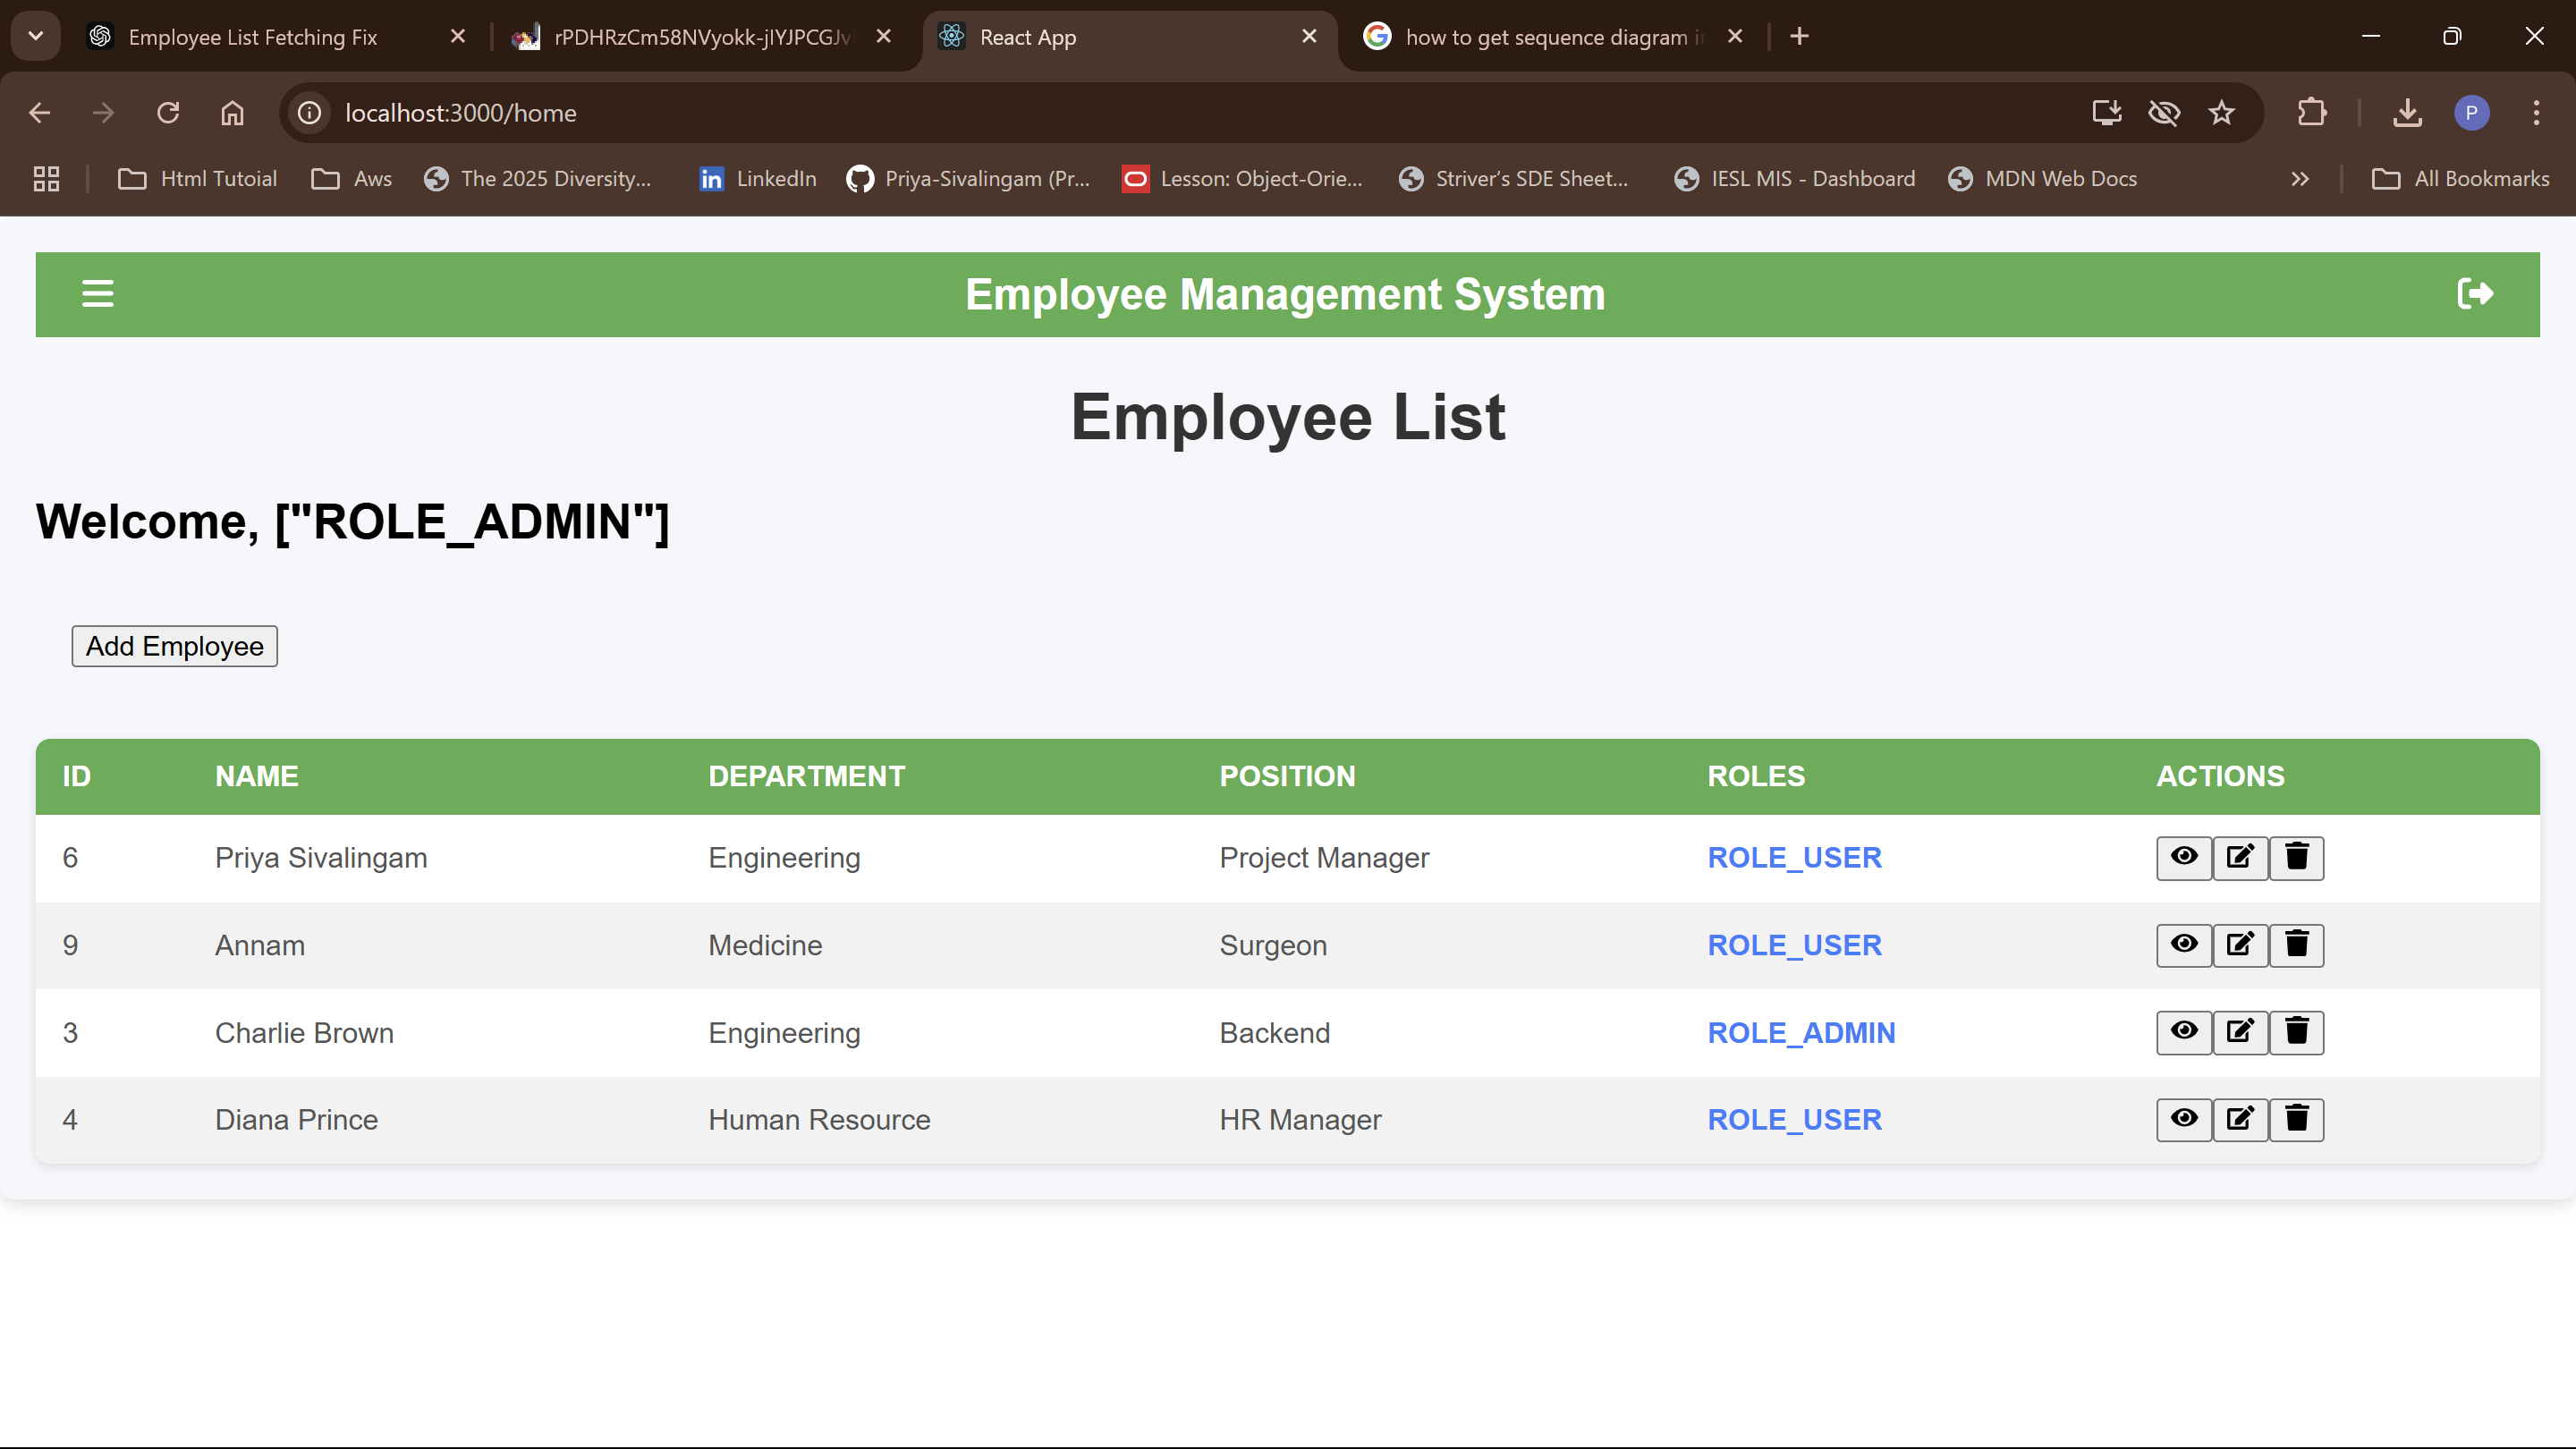 Employee List Fetching Fix
rPDHRzCm58NVyokk-jIYJPCGJv
React App
how to get sequence diagram i
localhost:3000/home
P
Html Tutoial
Aws
The 2025 Diversity...
LinkedIn
Priya-Sivalingam (Pr...
Lesson: Object-Orie...
Striver's SDE Sheet...
IESL MIS - Dashboard
MDN Web Docs
All Bookmarks
Employee Management System
Employee List
Welcome, ["ROLE_ADMIN"]
Add Employee
ID NAME DEPARTMENT POSITION ROLES ACTIONS
6 Priya Sivalingam Engineering Project Manager ROLE_USER
9 Annam Medicine Surgeon ROLE_USER
3 Charlie Brown Engineering Backend ROLE_ADMIN
4 Diana Prince Human Resource HR Manager ROLE_USER